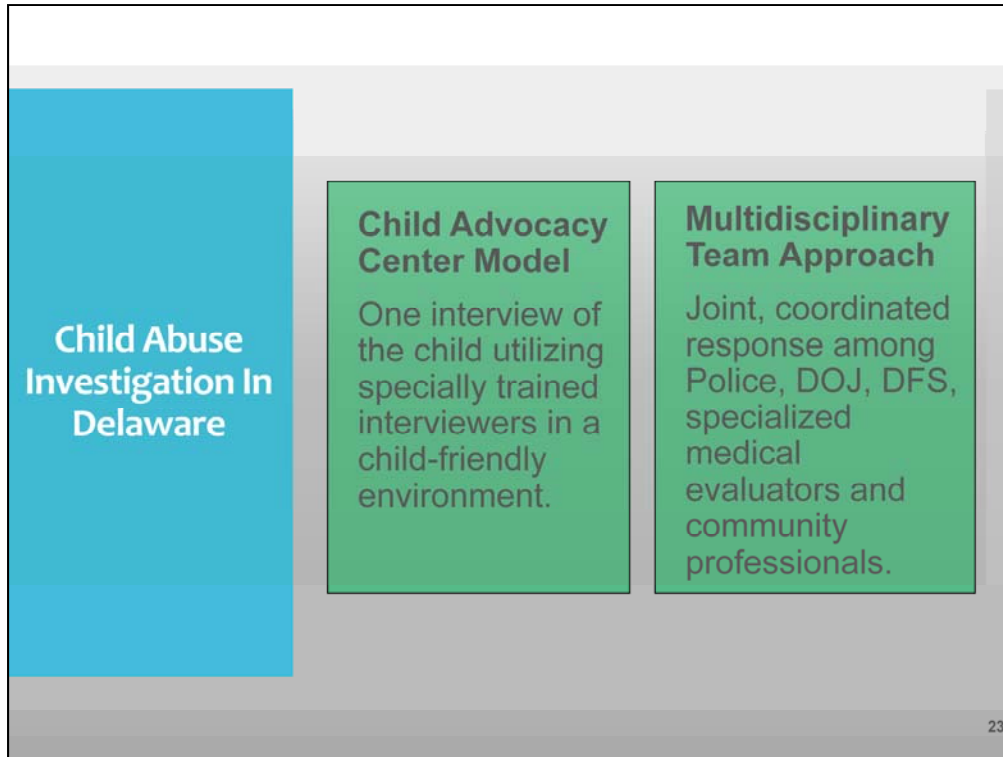 Child Abuse
Investigation In
Delaware
Child Advocacy
Center Model
One interview of
the child utilizing
specially trained
interviewers in a
child-friendly
environment.
Multidisciplinary
Team Approach
Joint, coordinated
response among
Police, DOJ, DFS,
specialized
medical
evaluators and
community
professionals.
23